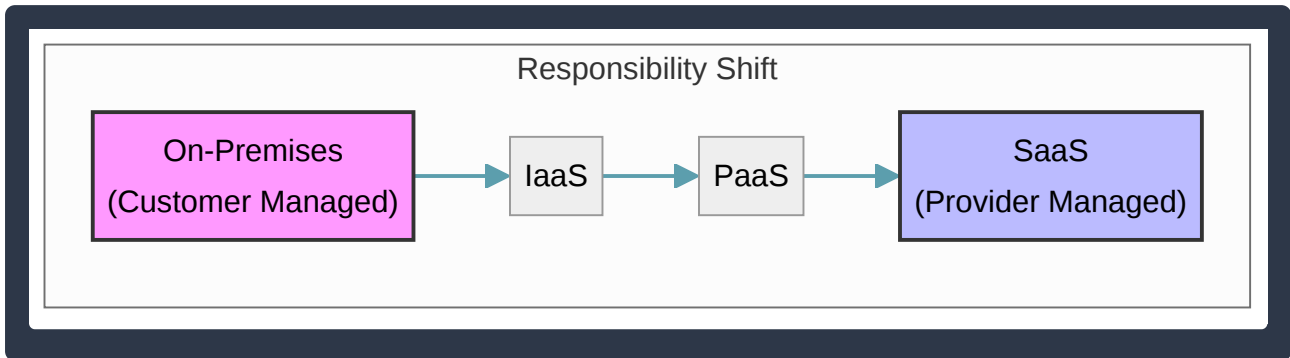 Responsibility Shift
On-Premises
(Customer Managed)
IaaS
PaaS
SaaS
(Provider Managed)